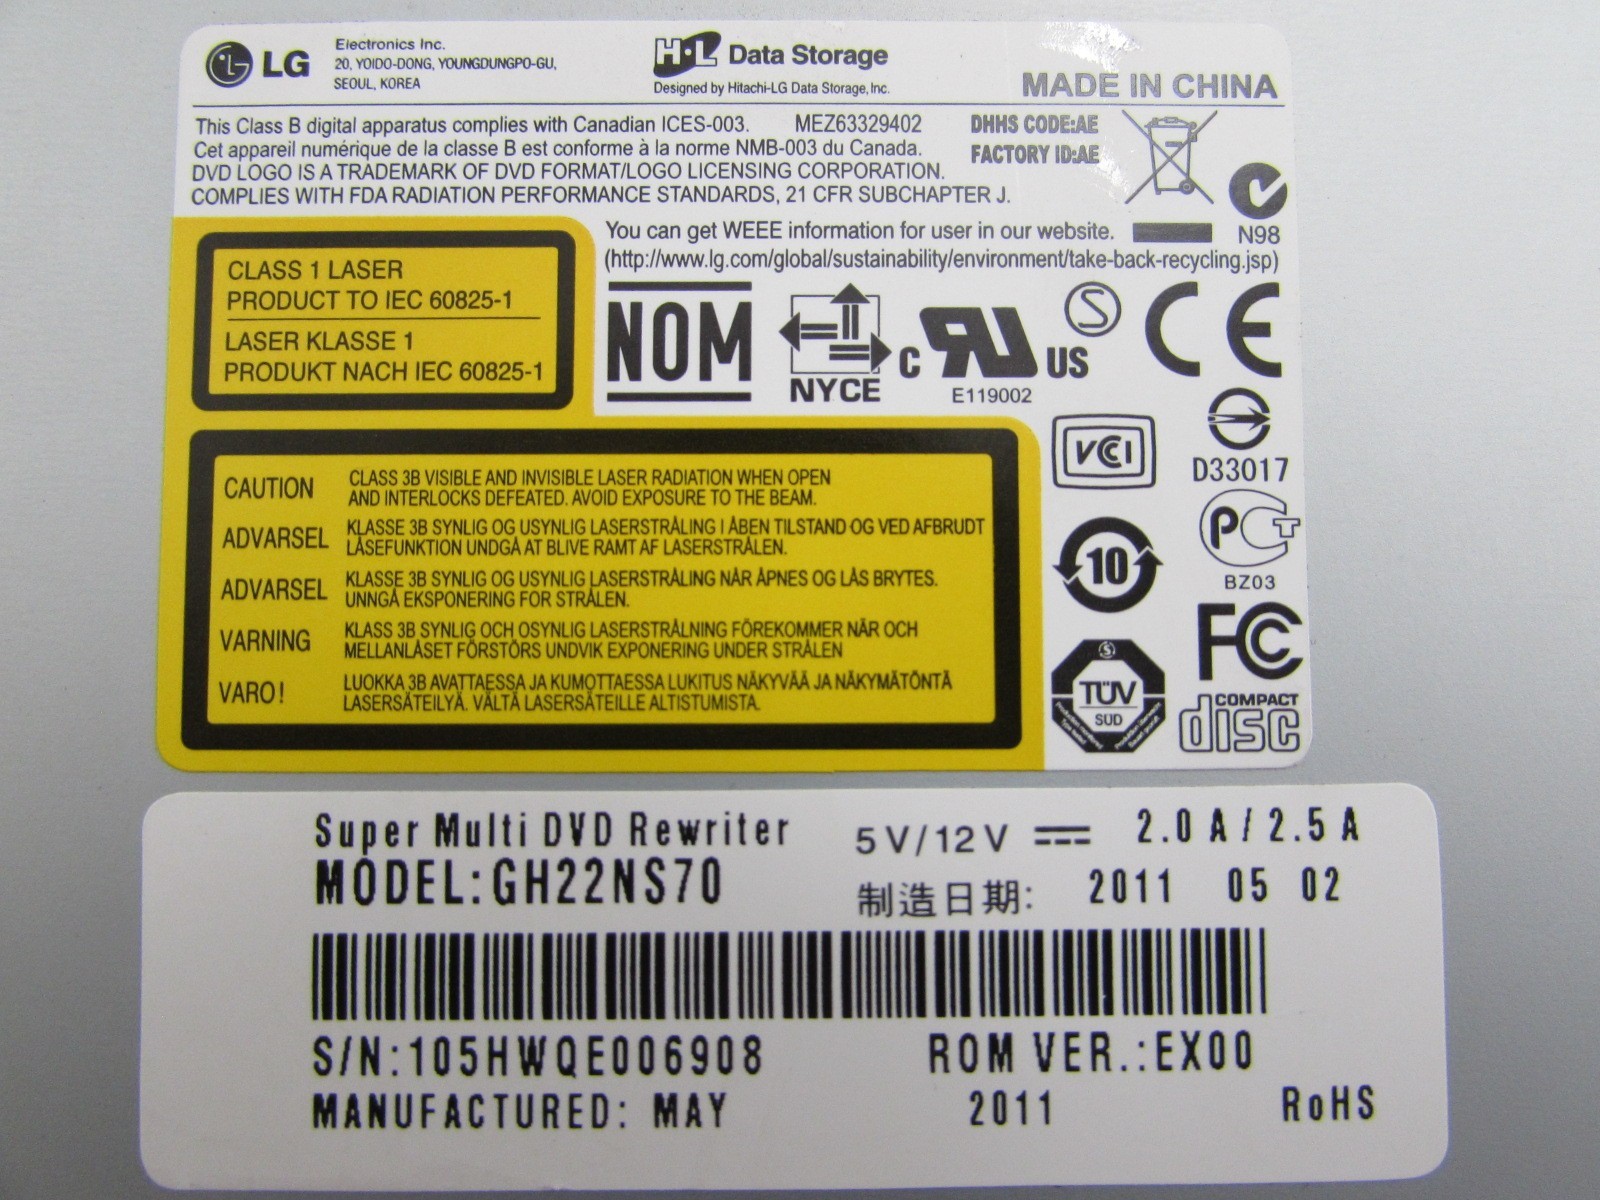 LG
Electronics Inc.
20, YOIDO-DONG, YOUNGDUNGPO-GU,
SEOUL, KOREA
H·L Data Storage
Designed by Hitachi-LG Data Storage, Inc.
MADE IN CHINA
This Class B digital apparatus complies with Canadian ICES-003. MEZ63329402
Cet appareil numérique de la classe B est conforme à la norme NMB-003 du Canada.
DVD LOGO IS A TRADEMARK OF DVD FORMAT/LOGO LICENSING CORPORATION.
COMPLIES WITH FDA RADIATION PERFORMANCE STANDARDS, 21 CFR SUBCHAPTER J.
DHHS CODE:AE
FACTORY ID:AE
N98
You can get WEEE information for user in our website.
(http://www.lg.com/global/sustainability/environment/take-back-recycling.jsp)
CLASS 1 LASER
PRODUCT TO IEC 60825-1
LASER KLASSE 1
PRODUKT NACH IEC 60825-1
NOM
NYCE
C US
E119002
S
CE
VCI
D33017
PCT
BZ03
10
FC
TÜV
SÜD
COMPACT
disc
CAUTION CLASS 3B VISIBLE AND INVISIBLE LASER RADIATION WHEN OPEN
AND INTERLOCKS DEFEATED. AVOID EXPOSURE TO THE BEAM.
ADVARSEL KLASSE 3B SYNLIG OG USYNLIG LASERSTRÅLING I ÅBEN TILSTAND OG VED AFBRUDT
LÅSEFUNKTION UNDGÅ AT BLIVE RAMT AF LASERSTRÅLEN.
ADVARSEL KLASSE 3B SYNLIG OG USYNLIG LASERSTRÅLING NÅR ÅPNES OG LÅS BRYTES.
UNNGÅ EKSPONERING FOR STRÅLEN.
VARNING KLASS 3B SYNLIG OCH OSYNLIG LASERSTRÅLNING FÖREKOMMER NÄR OCH
MELLANLÅSET FÖRSTÖRS UNDVIK EXPONERING UNDER STRÅLEN
VARO! LUOKKA 3B AVATTAESSA JA KUMOTTAESSA LUKITUS NÄKYVÄÄ JA NÄKYMÄTÖNTÄ
LASERSÄTEILYÄ. VÄLTÄ LASERSÄTEILLE ALTISTUMISTA.
Super Multi DVD Rewriter 5V/12V 2.0A/2.5A
MODEL:GH22NS70 制造日期: 2011 05 02
S/N:105HWQE006908 ROM VER.:EX00
MANUFACTURED: MAY 2011 RoHS